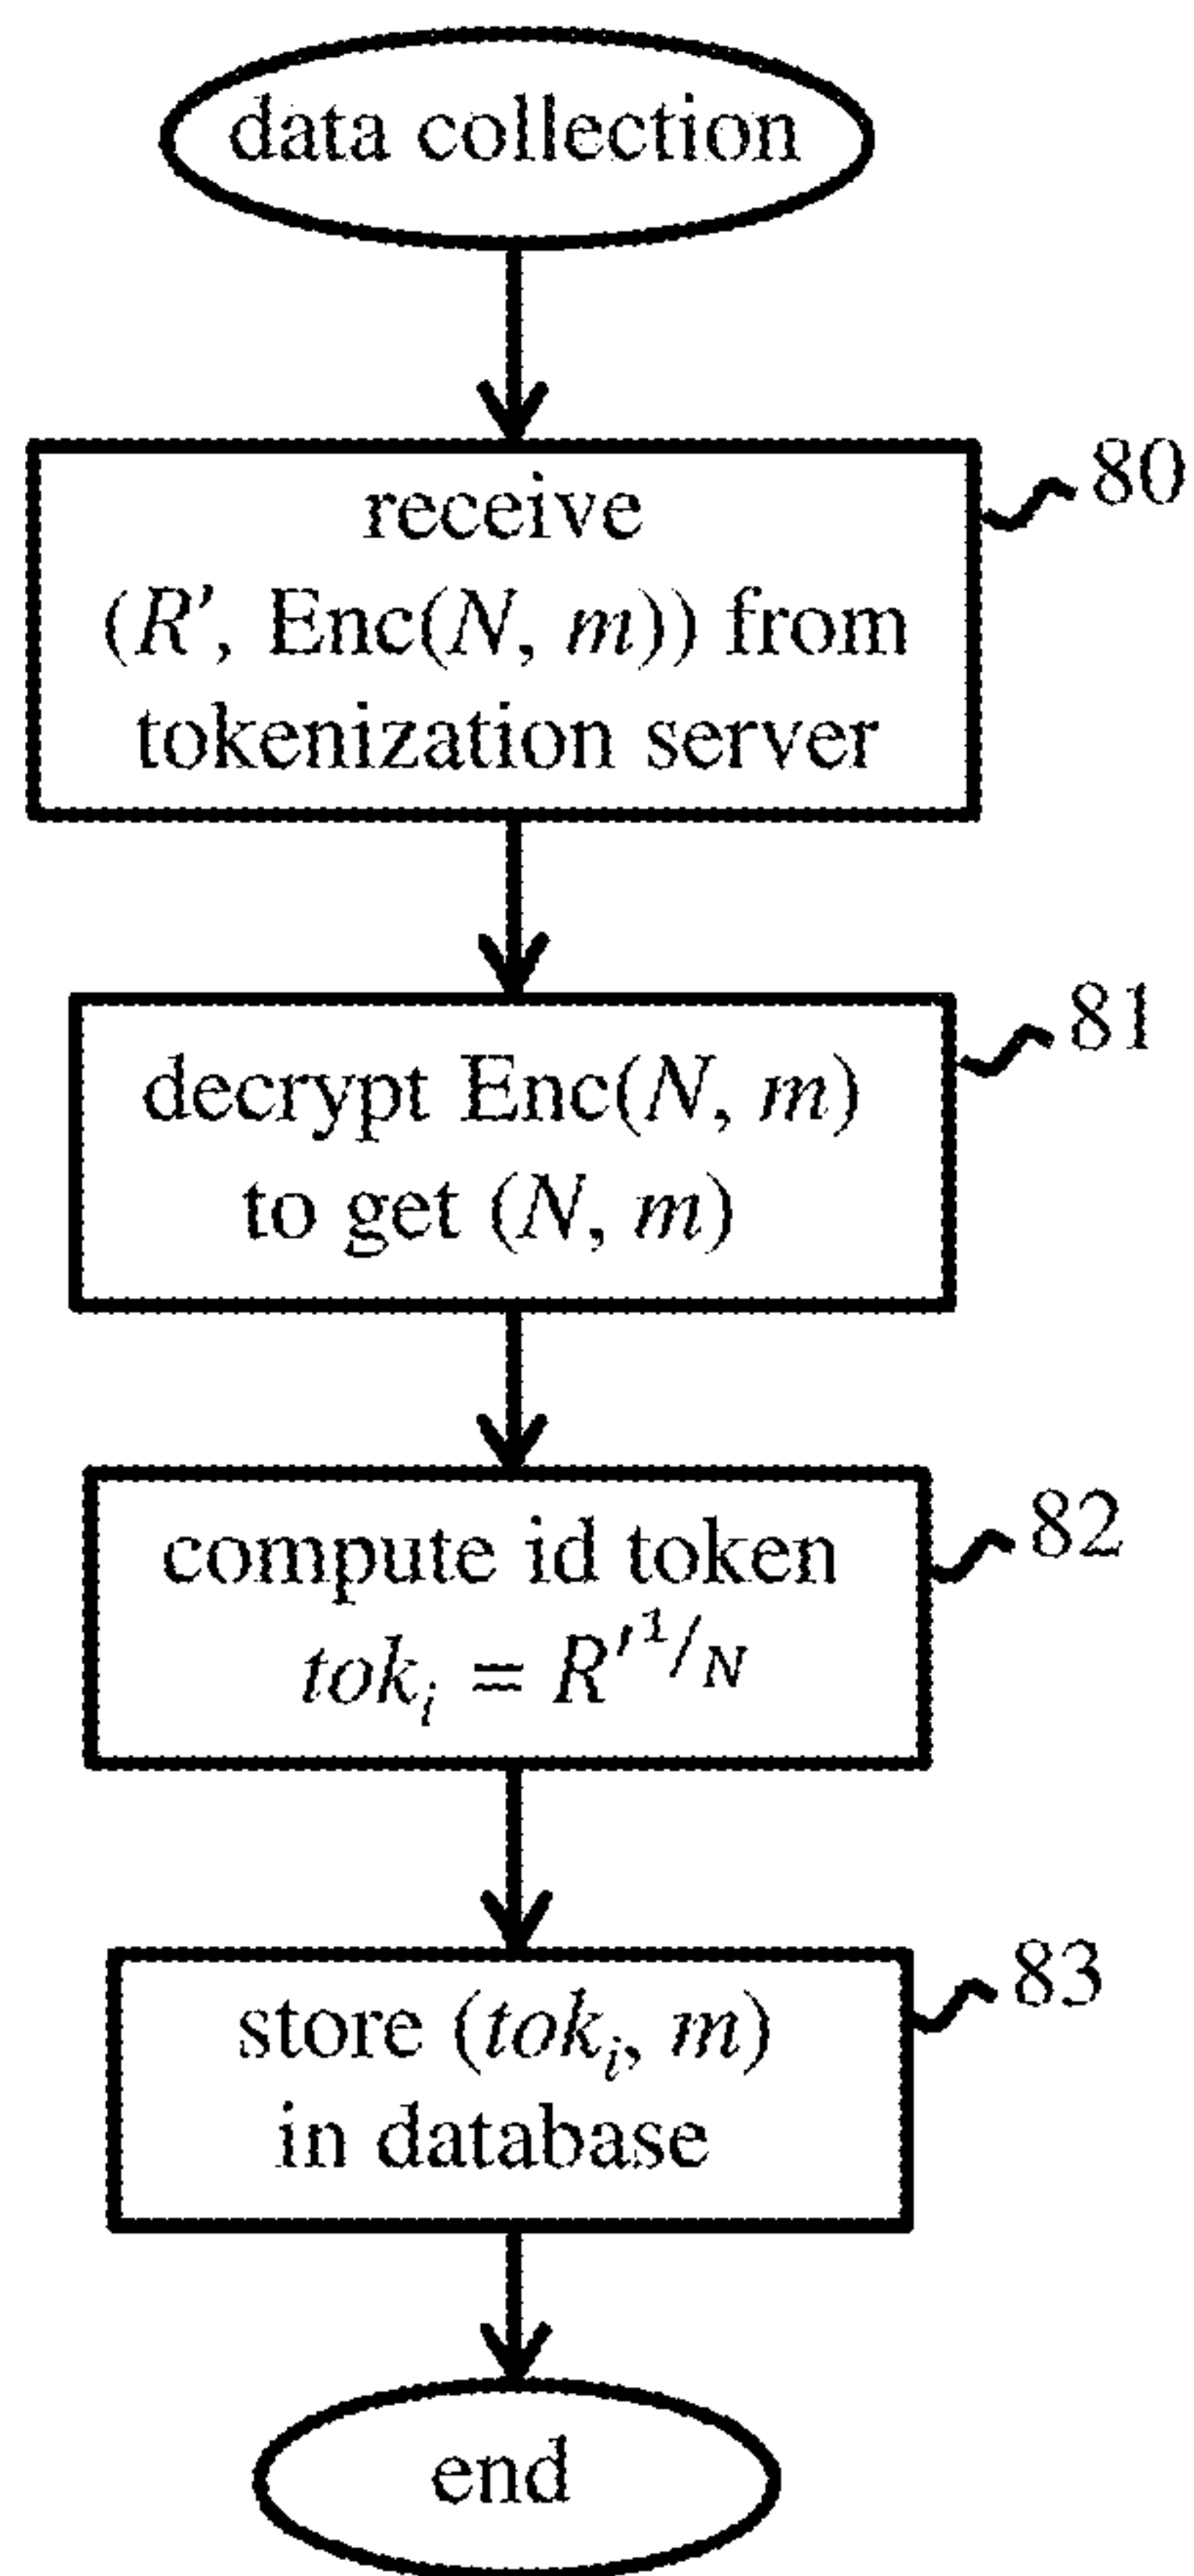 data collection
receive
80
(R', Enc(N, m)) from
tokenization server
decrypt Enc(N, m)
81
to get (N, m)
compute id token
82
tokᵢ = R'^1/N
store (tokᵢ, m)
83
in database
end